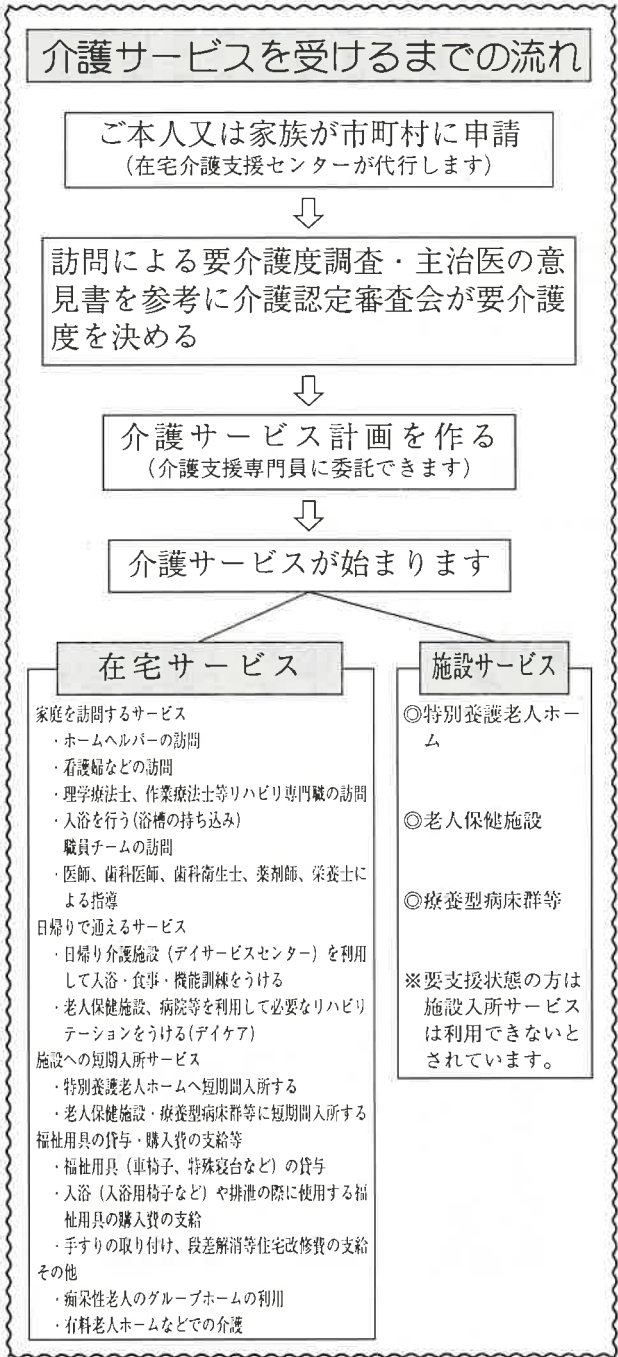 介護サービスを受けるまでの流れ
ご本人又は家族が市町村に申請
(在宅介護支援センターが代行します)
訪問による要介護度調査・主治医の意
見書を参考に介護認定審査会が要介護
度を決める
介護サービス計画を作る
(介護支援専門員に委託できます)
介護サービスが始まります
在宅サービス
家庭を訪問するサービス
・ホームヘルパーの訪問
・看護婦などの訪問
・理学療法士、作業療法士等リハビリ専門職の訪問
・入浴を行う(浴槽の持ち込み)
職員チームの訪問
・医師、歯科医師、歯科衛生士、薬剤師、栄養士に
よる指導
日帰りで通えるサービス
・日帰り介護施設（デイサービスセンター）を利用
して入浴・食事・機能訓練をうける
・老人保健施設、病院等を利用して必要なリハビリ
テーションをうける(デイケア)
施設への短期入所サービス
・特別養護老人ホームへ短期間入所する
・老人保健施設・療養型病床群等に短期間入所する
福祉用具の貸与・購入費の支給等
・福祉用具（車椅子、特殊寝台など）の貸与
・入浴（入浴用椅子など）や排泄の際に使用する福
祉用具の購入費の支給
・手すりの取り付け、段差解消等住宅改修費の支給
その他
・痴呆性老人のグループホームの利用
・有料老人ホームなどでの介護
施設サービス
◎特別養護老人ホー
ム
◎老人保健施設
◎療養型病床群等
※要支援状態の方は
施設入所サービス
は利用できないと
されています。